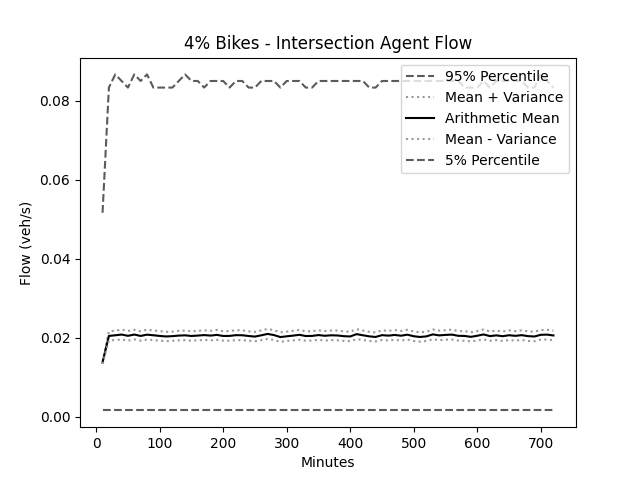 4% Bikes - Intersection Agent Flow
95% Percentile
Mean + Variance
Arithmetic Mean
Mean - Variance
5% Percentile
Flow (veh/s)
0.08
0.06
0.04
0.02
0.00
0 100 200 300 400 500 600 700
Minutes